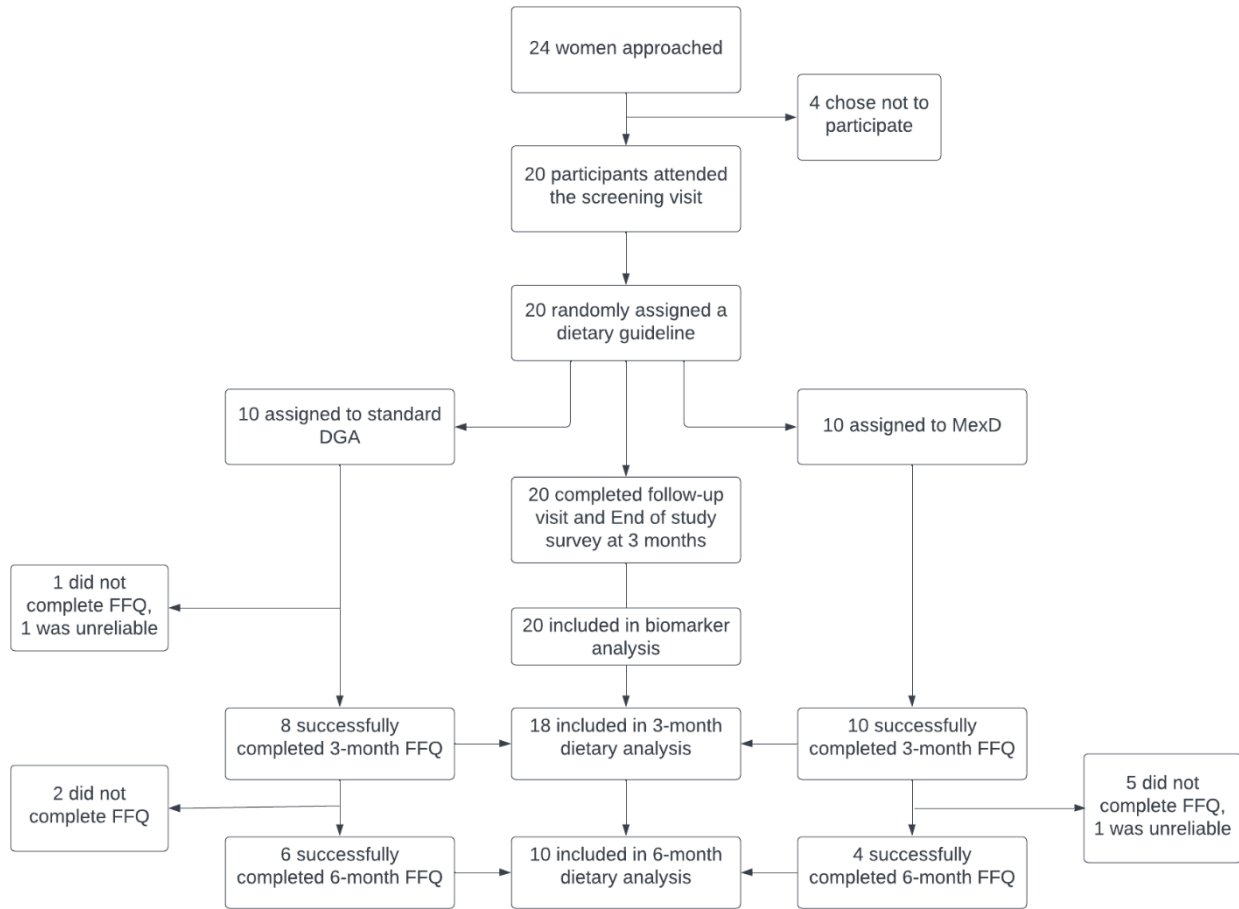 24 women approached
4 chose not to
participate
20 participants attended
the screening visit
20 randomly assigned a
dietary guideline
10 assigned to standard
DGA
10 assigned to MexD
20 completed follow-up
visit and End of study
survey at 3 months
1 did not
complete FFQ,
1 was unreliable
20 included in biomarker
analysis
8 successfully
completed 3-month FFQ
18 included in 3-month
dietary analysis
10 successfully
completed 3-month FFQ
2 did not
complete FFQ
5 did not
complete FFQ,
1 was unreliable
6 successfully
completed 6-month FFQ
10 included in 6-month
dietary analysis
4 successfully
completed 6-month FFQ